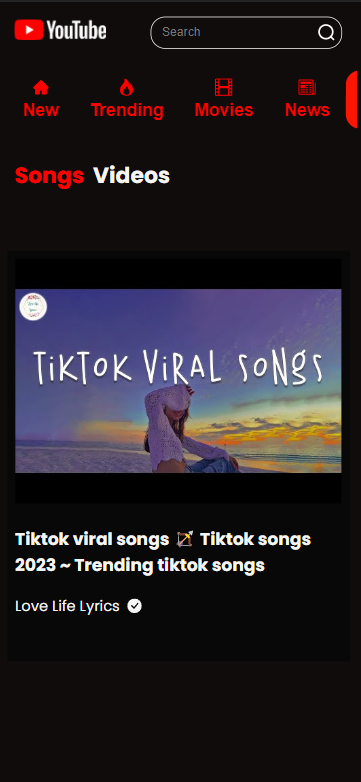 YouTube
Search
New Trending Movies News
Songs Videos
TiKTOK ViRAL SONGS
Tiktok viral songs 🏹 Tiktok songs
2023 ~ Trending tiktok songs
Love Life Lyrics